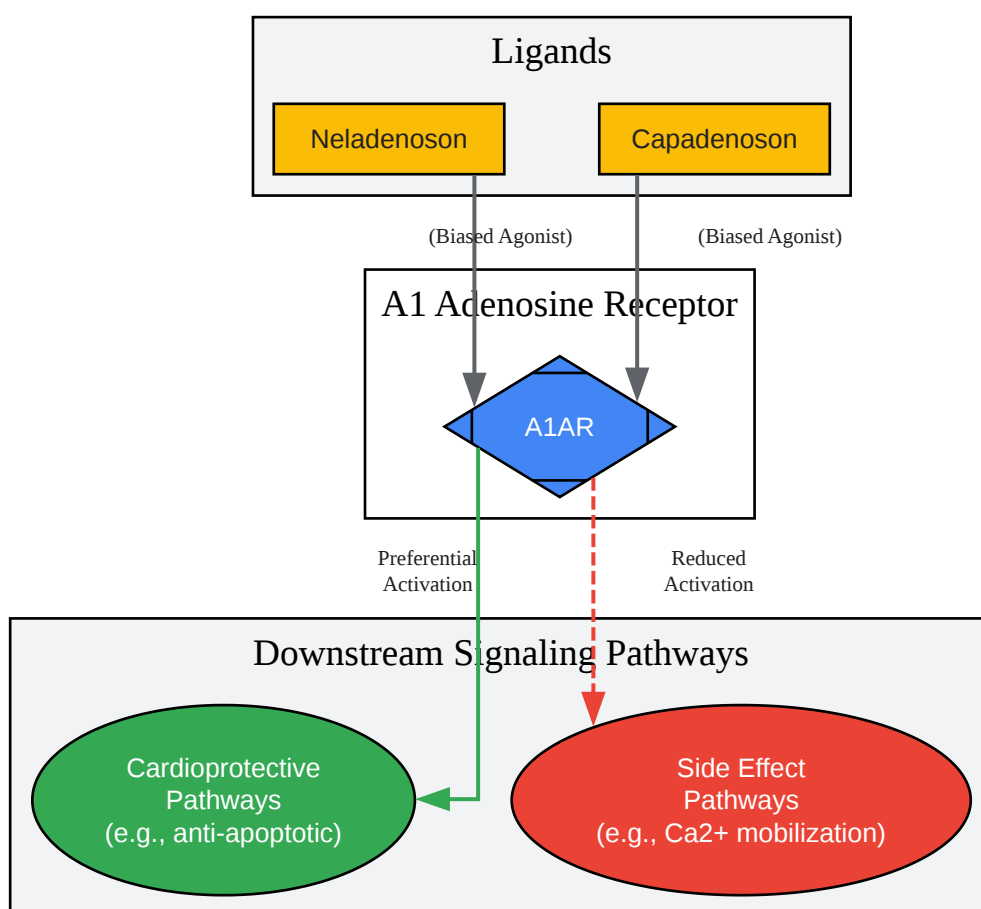 Ligands
Neladenoson
Capadenoson
(Biased Agonist)
(Biased Agonist)
A1 Adenosine Receptor
A1AR
Preferential
Activation
Reduced
Activation
Downstream Signaling Pathways
Cardioprotective
Pathways
(e.g., anti-apoptotic)
Side Effect
Pathways
(e.g., Ca2+ mobilization)